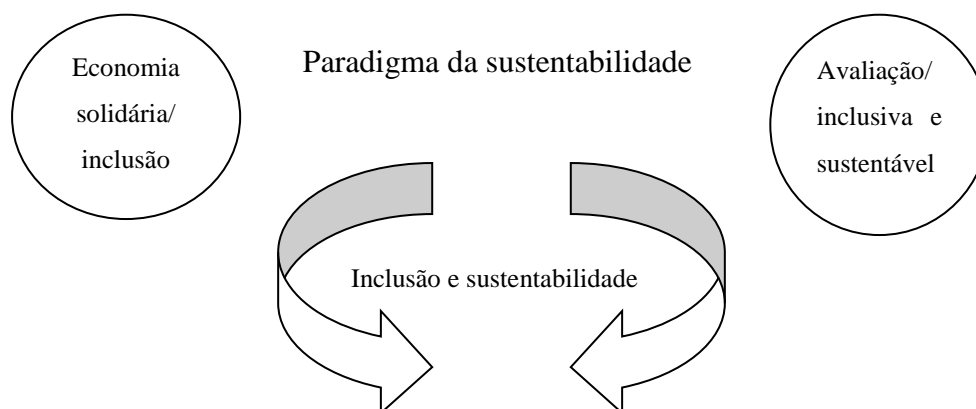 Economia
solidária/
inclusão
Paradigma da sustentabilidade
Avaliação/
inclusiva e
sustentável
Inclusão e sustentabilidade